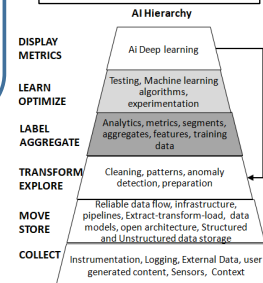 AI Hierarchy
DISPLAY
METRICS
Ai Deep learning
LEARN
OPTIMIZE
Testing, Machine learning
algorithms,
experimentation
LABEL
AGGREGATE
Analytics, metrics, segments,
aggregates, features, training
data
TRANSFORM
EXPLORE
Cleaning, patterns, anomaly
detection, preparation
MOVE
STORE
Reliable data flow, infrastructure,
pipelines, Extract-transform-load, data
models, open architecture, Structured
and Unstructured data storage
COLLECT
Instrumentation, Logging, External Data, user
generated content, Sensors, Context